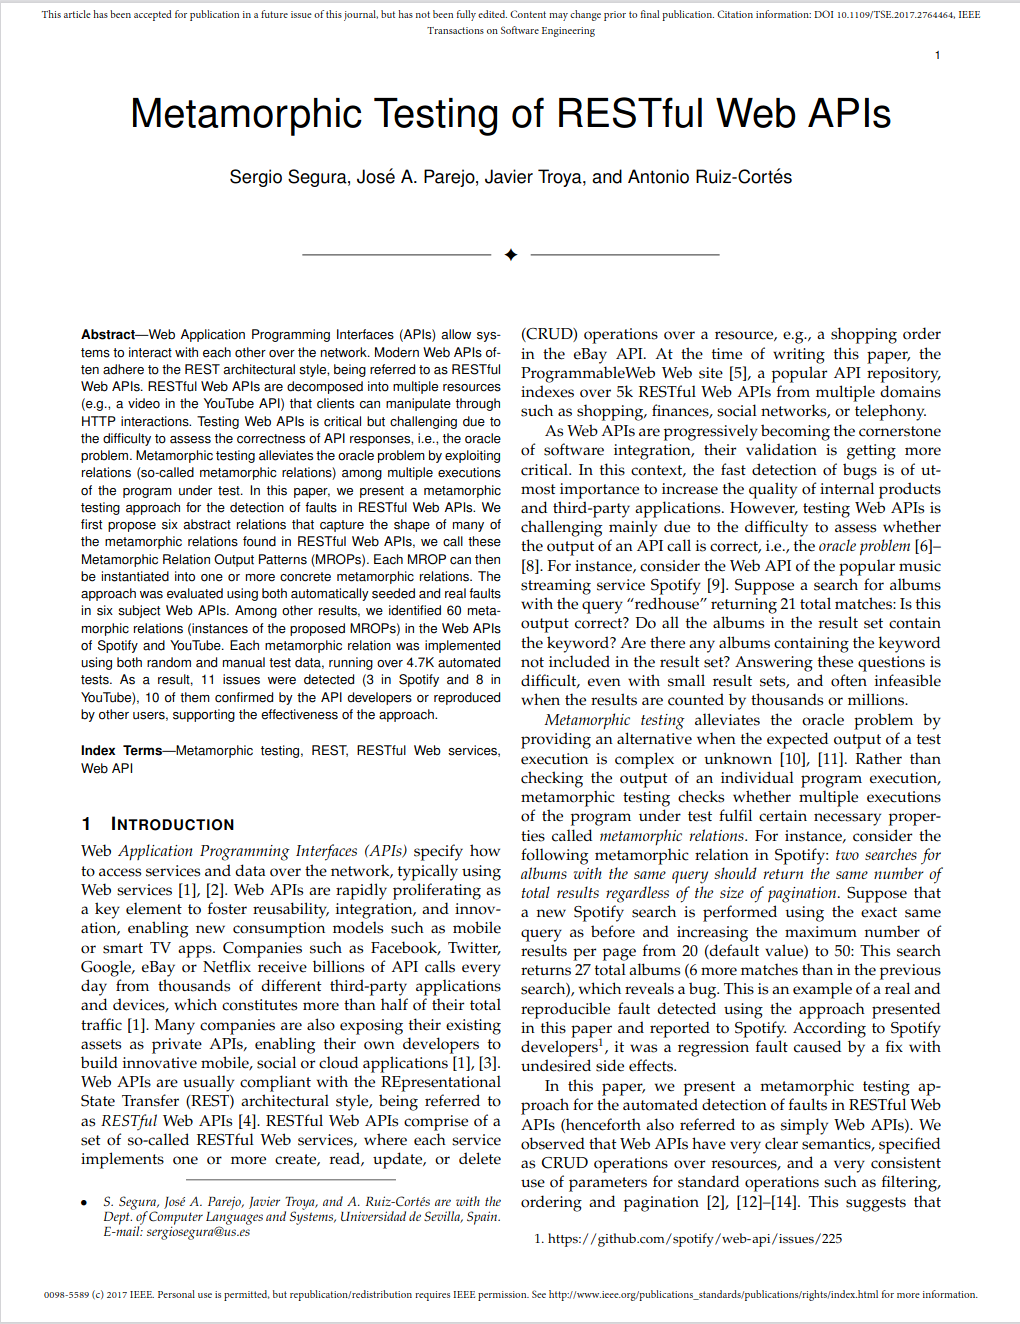 This article has been accepted for publication in a future issue of this journal, but has not been fully edited. Content may change prior to final publication. Citation information: DOI 10.1109/TSE.2017.2764464, IEEE
Transactions on Software Engineering
1
Metamorphic Testing of RESTful Web APIs
Sergio Segura, José A. Parejo, Javier Troya, and Antonio Ruiz-Cortés
Abstract—Web Application Programming Interfaces (APIs) allow sys-
tems to interact with each other over the network. Modern Web APIs of-
ten adhere to the REST architectural style, being referred to as RESTful
Web APIs. RESTful Web APIs are decomposed into multiple resources
(e.g., a video in the YouTube API) that clients can manipulate through
HTTP interactions. Testing Web APIs is critical but challenging due to
the difficulty to assess the correctness of API responses, i.e., the oracle
problem. Metamorphic testing alleviates the oracle problem by exploiting
relations (so-called metamorphic relations) among multiple executions
of the program under test. In this paper, we present a metamorphic
testing approach for the detection of faults in RESTful Web APIs. We
first propose six abstract relations that capture the shape of many of
the metamorphic relations found in RESTful Web APIs, we call these
Metamorphic Relation Output Patterns (MROPs). Each MROP can then
be instantiated into one or more concrete metamorphic relations. The
approach was evaluated using both automatically seeded and real faults
in six subject Web APIs. Among other results, we identified 60 meta-
morphic relations (instances of the proposed MROPs) in the Web APIs
of Spotify and YouTube. Each metamorphic relation was implemented
using both random and manual test data, running over 4.7K automated
tests. As a result, 11 issues were detected (3 in Spotify and 8 in
YouTube), 10 of them confirmed by the API developers or reproduced
by other users, supporting the effectiveness of the approach.
Index Terms—Metamorphic testing, REST, RESTful Web services,
Web API
1 INTRODUCTION
Web Application Programming Interfaces (APIs) specify how
to access services and data over the network, typically using
Web services [1], [2]. Web APIs are rapidly proliferating as
a key element to foster reusability, integration, and innov-
ation, enabling new consumption models such as mobile
or smart TV apps. Companies such as Facebook, Twitter,
Google, eBay or Netflix receive billions of API calls every
day from thousands of different third-party applications
and devices, which constitutes more than half of their total
traffic [1]. Many companies are also exposing their existing
assets as private APIs, enabling their own developers to
build innovative mobile, social or cloud applications [1], [3].
Web APIs are usually compliant with the REpresentational
State Transfer (REST) architectural style, being referred to
as RESTful Web APIs [4]. RESTful Web APIs comprise of a
set of so-called RESTful Web services, where each service
implements one or more create, read, update, or delete
• S. Segura, José A. Parejo, Javier Troya, and A. Ruiz-Cortés are with the
Dept. of Computer Languages and Systems, Universidad de Sevilla, Spain.
E-mail: sergiosegura@us.es
(CRUD) operations over a resource, e.g., a shopping order
in the eBay API. At the time of writing this paper, the
ProgrammableWeb Web site [5], a popular API repository,
indexes over 5k RESTful Web APIs from multiple domains
such as shopping, finances, social networks, or telephony.
As Web APIs are progressively becoming the cornerstone
of software integration, their validation is getting more
critical. In this context, the fast detection of bugs is of ut-
most importance to increase the quality of internal products
and third-party applications. However, testing Web APIs is
challenging mainly due to the difficulty to assess whether
the output of an API call is correct, i.e., the oracle problem [6]–
[8]. For instance, consider the Web API of the popular music
streaming service Spotify [9]. Suppose a search for albums
with the query “redhouse” returning 21 total matches: Is this
output correct? Do all the albums in the result set contain
the keyword? Are there any albums containing the keyword
not included in the result set? Answering these questions is
difficult, even with small result sets, and often infeasible
when the results are counted by thousands or millions.
Metamorphic testing alleviates the oracle problem by
providing an alternative when the expected output of a test
execution is complex or unknown [10], [11]. Rather than
checking the output of an individual program execution,
metamorphic testing checks whether multiple executions
of the program under test fulfil certain necessary proper-
ties called metamorphic relations. For instance, consider the
following metamorphic relation in Spotify: two searches for
albums with the same query should return the same number of
total results regardless of the size of pagination. Suppose that
a new Spotify search is performed using the exact same
query as before and increasing the maximum number of
results per page from 20 (default value) to 50: This search
returns 27 total albums (6 more matches than in the previous
search), which reveals a bug. This is an example of a real and
reproducible fault detected using the approach presented
in this paper and reported to Spotify. According to Spotify
developers1, it was a regression fault caused by a fix with
undesired side effects.
In this paper, we present a metamorphic testing ap-
proach for the automated detection of faults in RESTful Web
APIs (henceforth also referred to as simply Web APIs). We
observed that Web APIs have very clear semantics, specified
as CRUD operations over resources, and a very consistent
use of parameters for standard operations such as filtering,
ordering and pagination [2], [12]–[14]. This suggests that
1. https://github.com/spotify/web-api/issues/225
0098-5589 (c) 2017 IEEE. Personal use is permitted, but republication/redistribution requires IEEE permission. See http://www.ieee.org/publications_standards/publications/rights/index.html for more information.